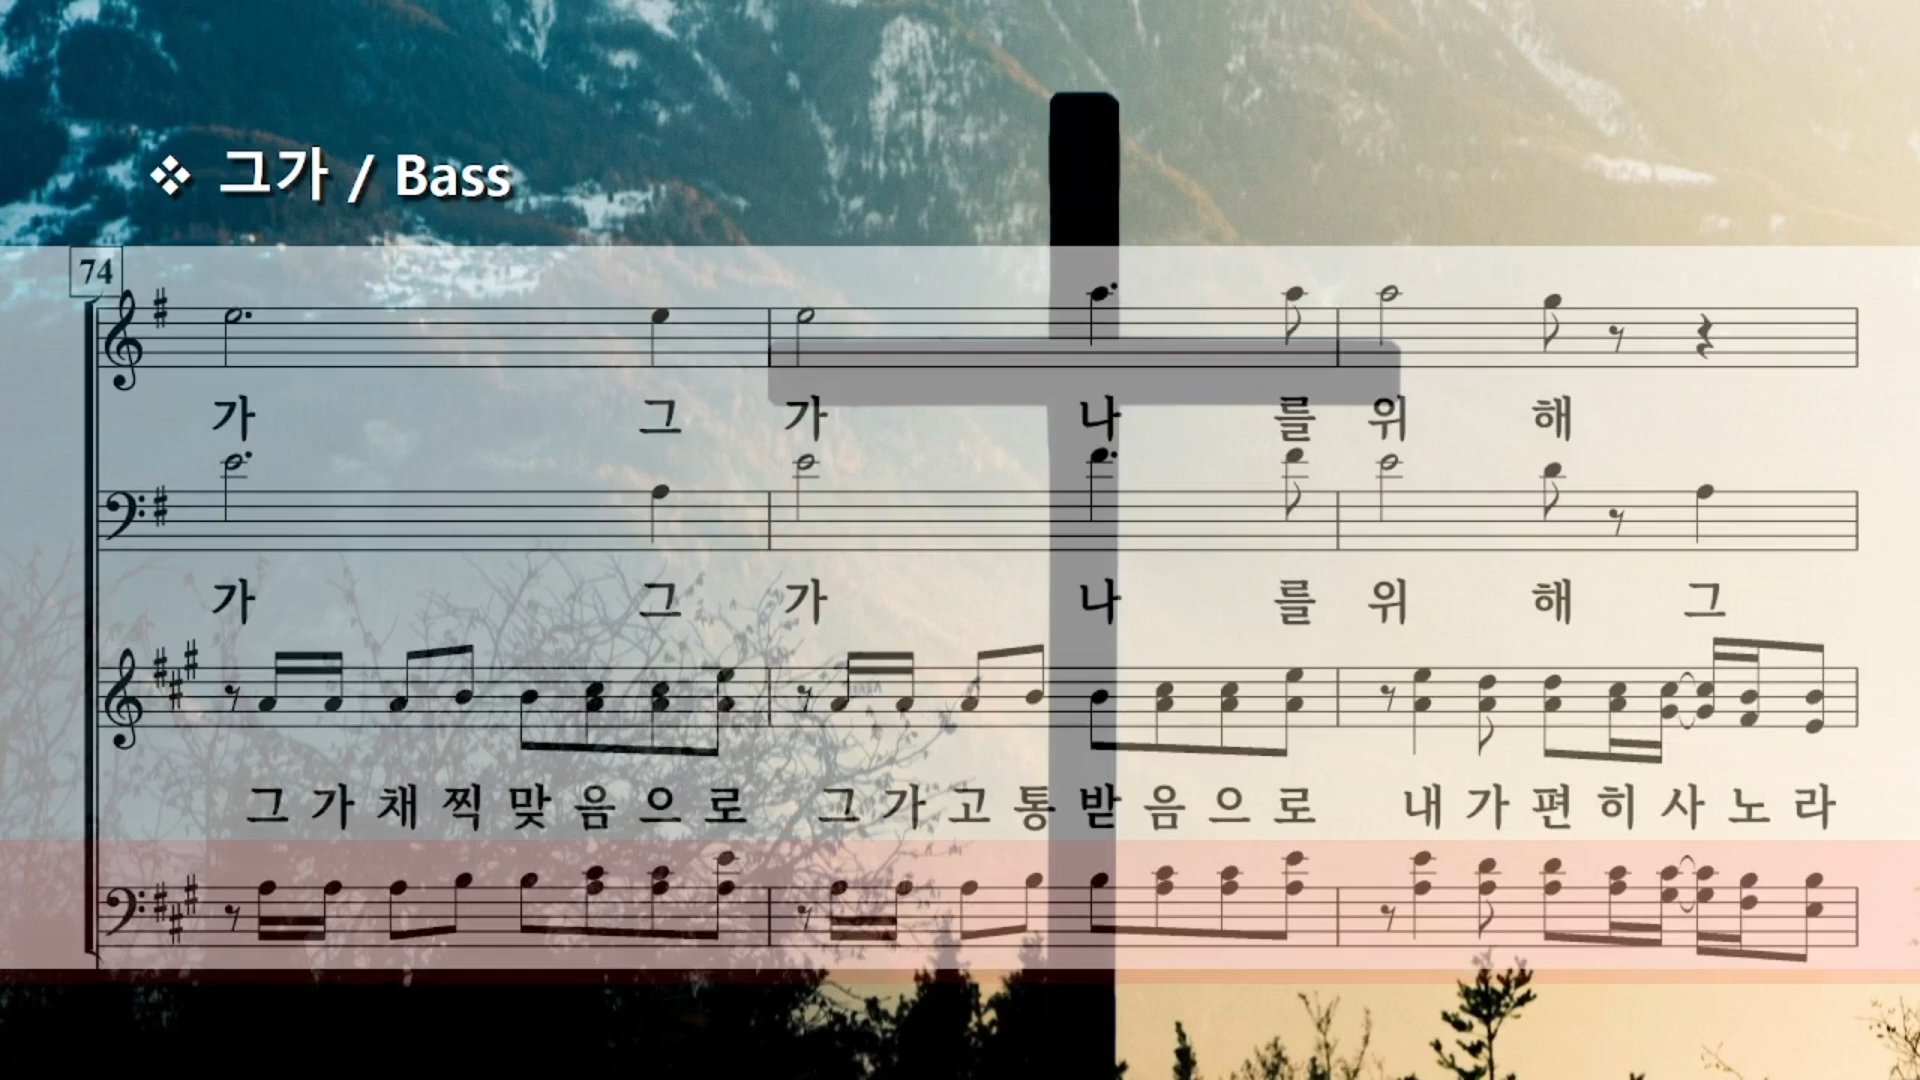 ❖ 그가 / Bass
74
가 그 가 나 를 위 해
가 그 가 나 를 위 해 그
그 가 채 찍 맞 음 으 로 그 가 고 통 받 음 으 로 내 가 편 히 사 노 라